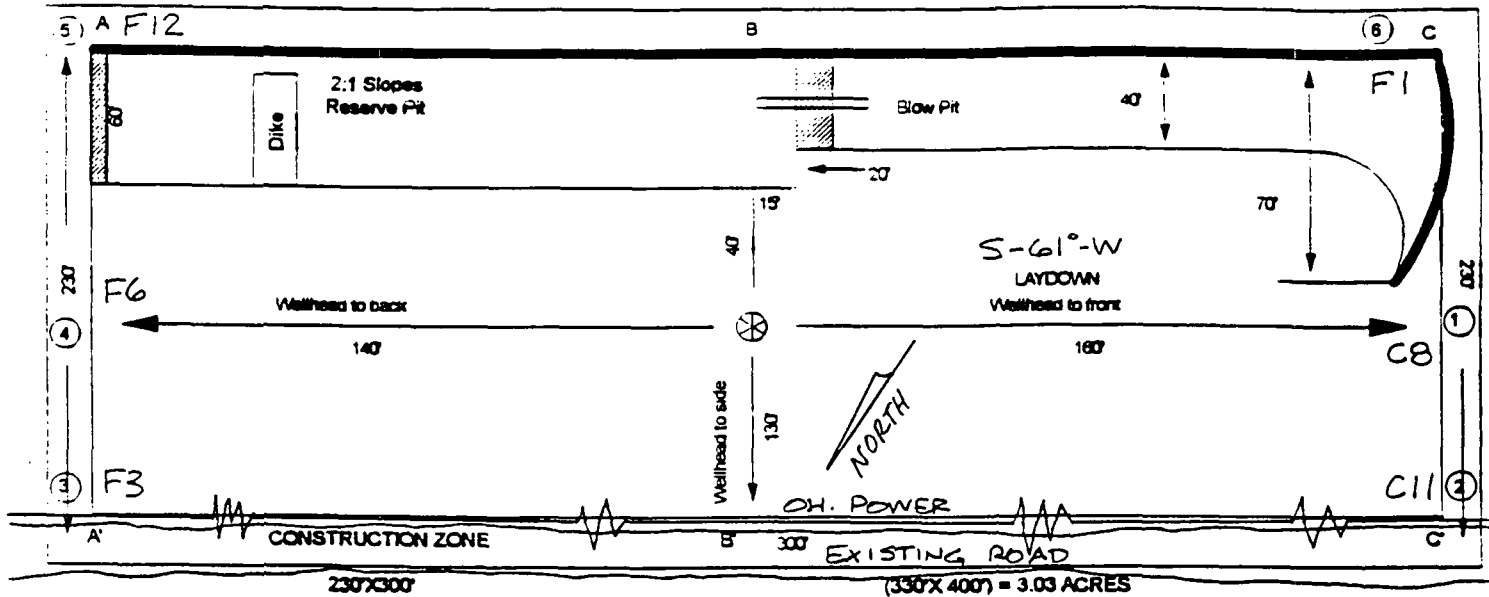 5 A F12 B 6 C
F1
2:1 Slopes
Reserve Pit
60'
Dike
Blow Pit
40'
20'
15'
70'
40'
S-61°-W
LAYDOWN
Wellhead to front
230'
F6
Wellhead to back
230'
4
1
140'
160'
C8
Wellhead to side
130'
NORTH
3 F3
C11 2
OH. POWER
A' CONSTRUCTION ZONE B' 300' C'
EXISTING ROAD
230'X300' (330'X 400') = 3.03 ACRES